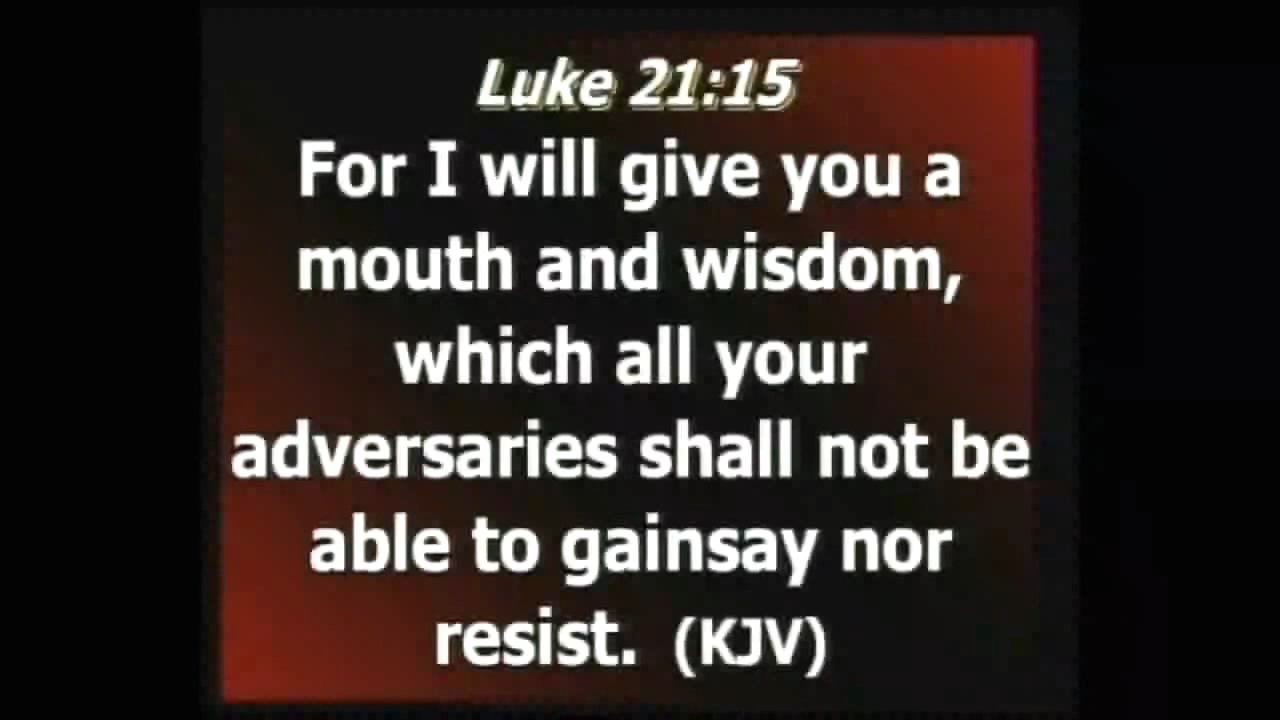 Luke 21:15
For I will give you a
mouth and wisdom,
which all your
adversaries shall not be
able to gainsay nor
resist. (KJV)